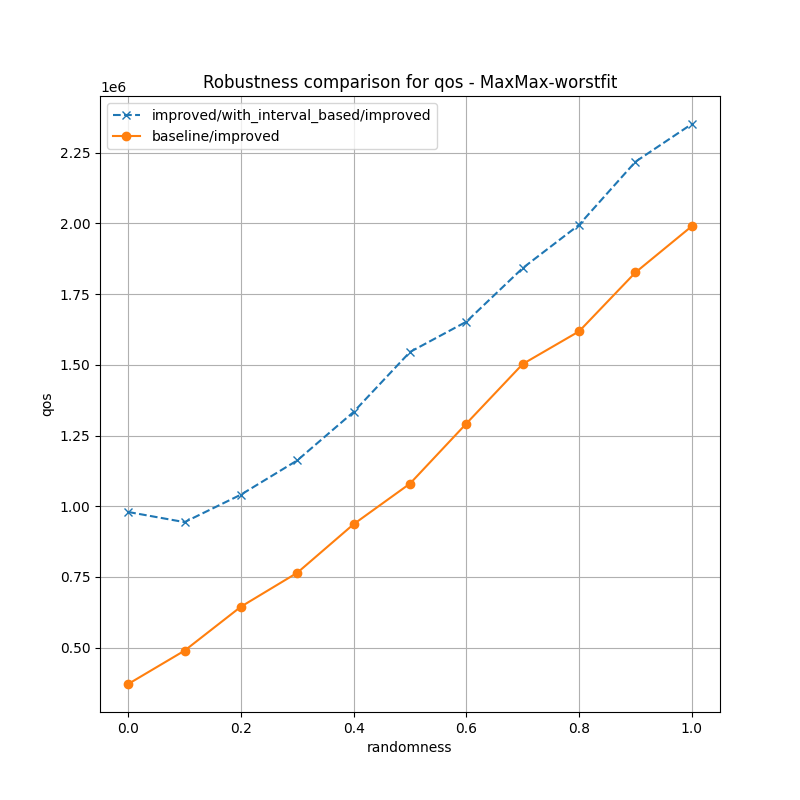 Robustness comparison for qos - MaxMax-worstfit
1e6
improved/with_interval_based/improved
baseline/improved
2.25
2.00
1.75
1.50
1.25
1.00
0.75
0.50
qos
0.0 0.2 0.4 0.6 0.8 1.0
randomness